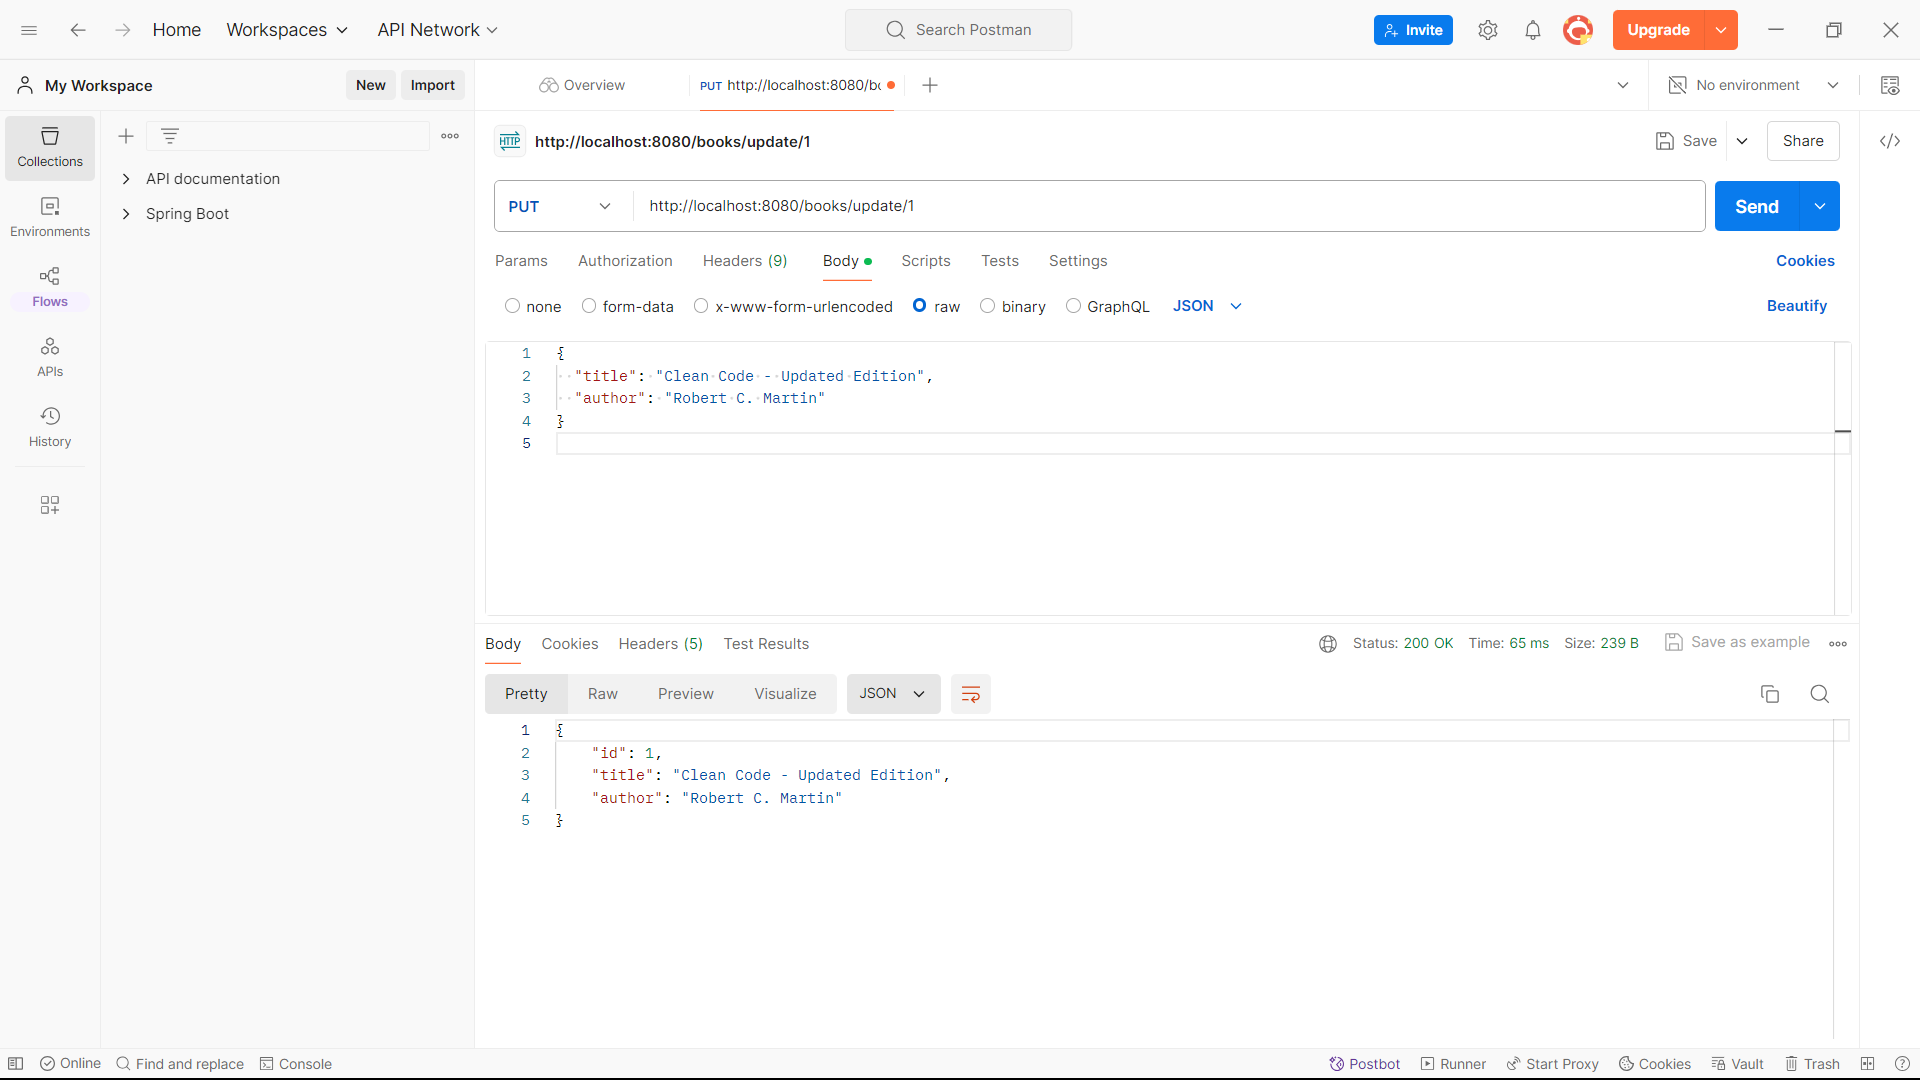 Home Workspaces API Network Search Postman Invite Upgrade
My Workspace New Import Overview PUT http://localhost:8080/bo No environment
HTTP http://localhost:8080/books/update/1 Save Share
Collections
Environments
Flows
APIs
History
API documentation
Spring Boot
PUT http://localhost:8080/books/update/1 Send
Params Authorization Headers (9) Body Scripts Tests Settings Cookies
none form-data x-www-form-urlencoded raw binary GraphQL JSON Beautify
1 {
2 "title": "Clean Code - Updated Edition",
3 "author": "Robert C. Martin"
4 }
5
Body Cookies Headers (5) Test Results Status: 200 OK Time: 65 ms Size: 239 B Save as example
Pretty Raw Preview Visualize JSON
1 {
2 "id": 1,
3 "title": "Clean Code - Updated Edition",
4 "author": "Robert C. Martin"
5 }
Online Find and replace Console Postbot Runner Start Proxy Cookies Vault Trash